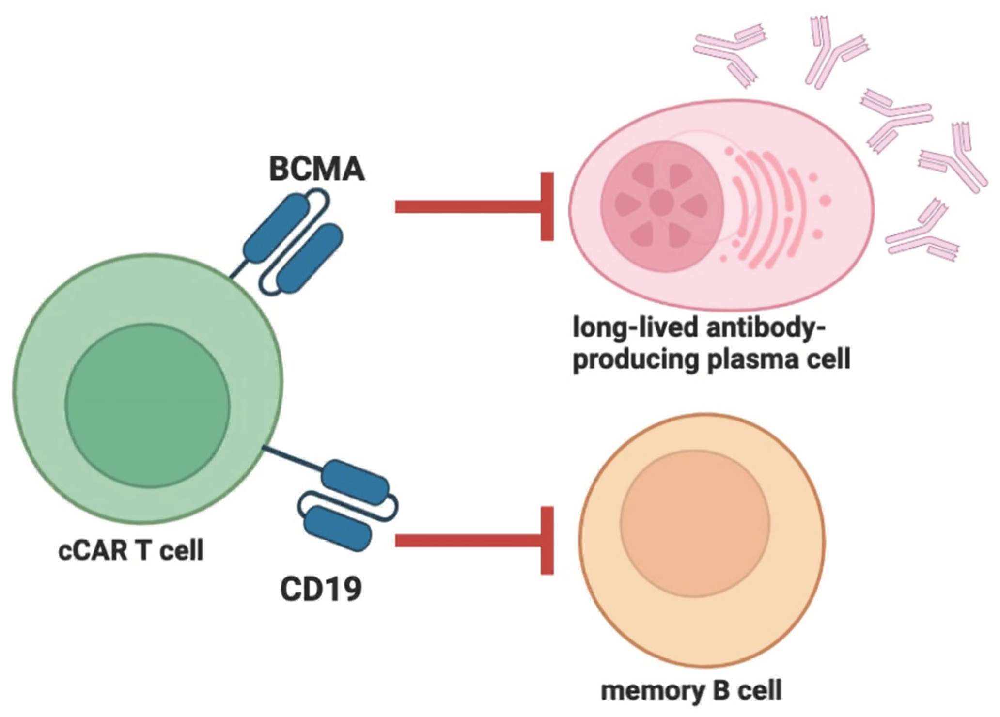 BCMA
long-lived antibody-
producing plasma cell
cCAR T cell
CD19
memory B cell